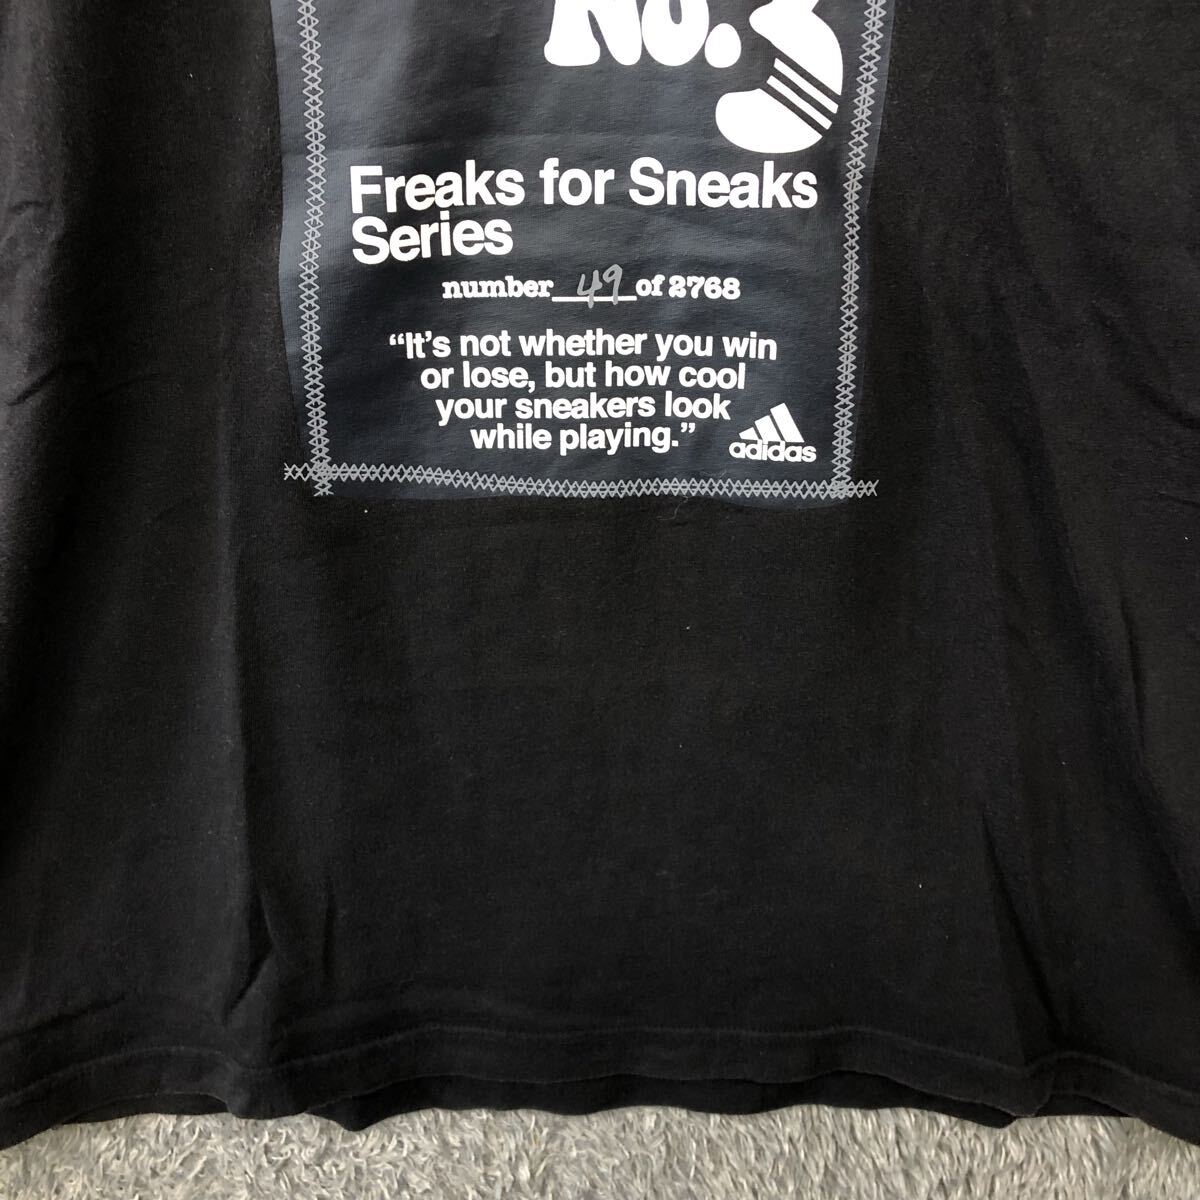 No.3
Freaks for Sneaks
Series
number 49 of 2768
“It’s not whether you win
or lose, but how cool
your sneakers look
while playing.”
adidas